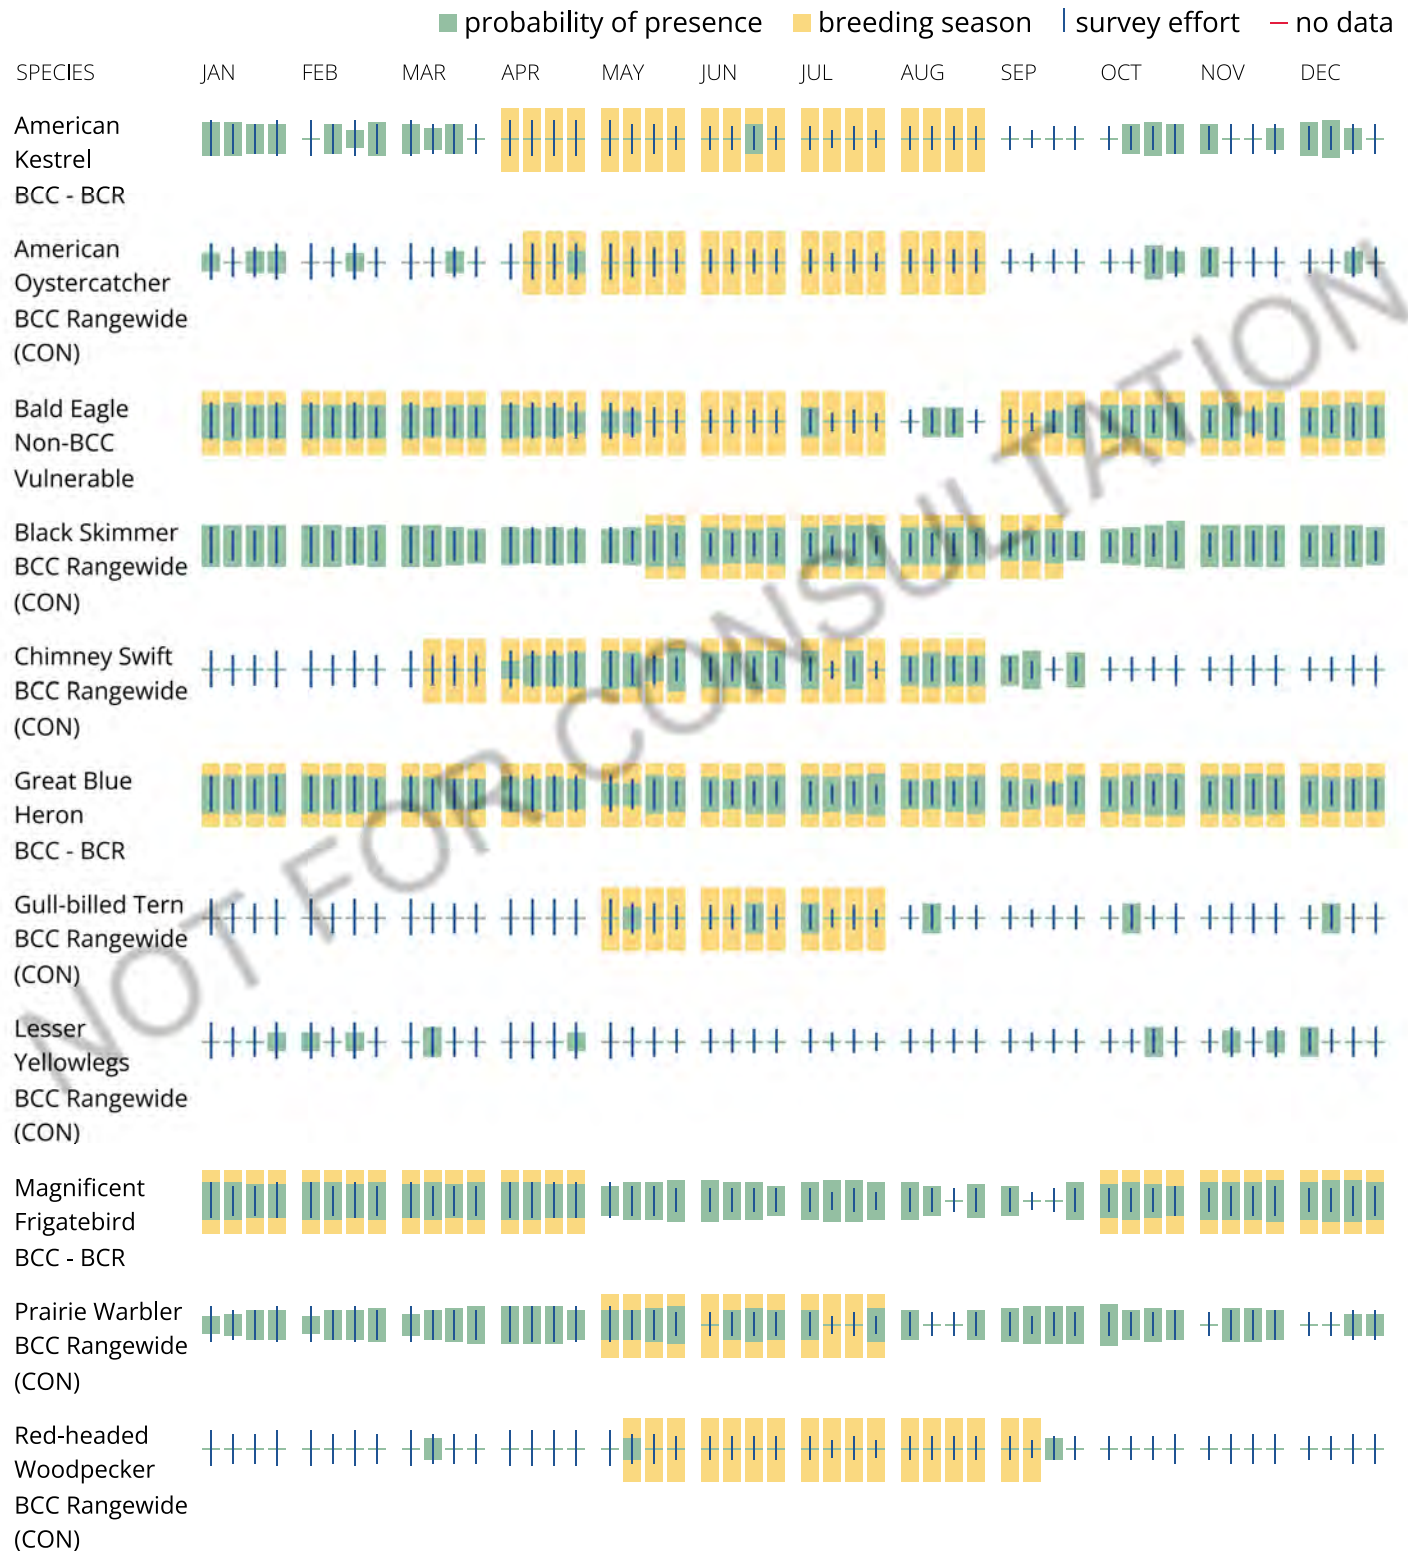 probability of presence breeding season survey effort no data
SPECIES JAN FEB MAR APR MAY JUN JUL AUG SEP OCT NOV DEC
American
Kestrel
BCC - BCR
American
Oystercatcher
BCC Rangewide
(CON)
Bald Eagle
Non-BCC
Vulnerable
Black Skimmer
BCC Rangewide
(CON)
Chimney Swift
BCC Rangewide
(CON)
Great Blue
Heron
BCC - BCR
Gull-billed Tern
BCC Rangewide
(CON)
Lesser
Yellowlegs
BCC Rangewide
(CON)
Magnificent
Frigatebird
BCC - BCR
Prairie Warbler
BCC Rangewide
(CON)
Red-headed
Woodpecker
BCC Rangewide
(CON)
NOT FOR CONSULTATION